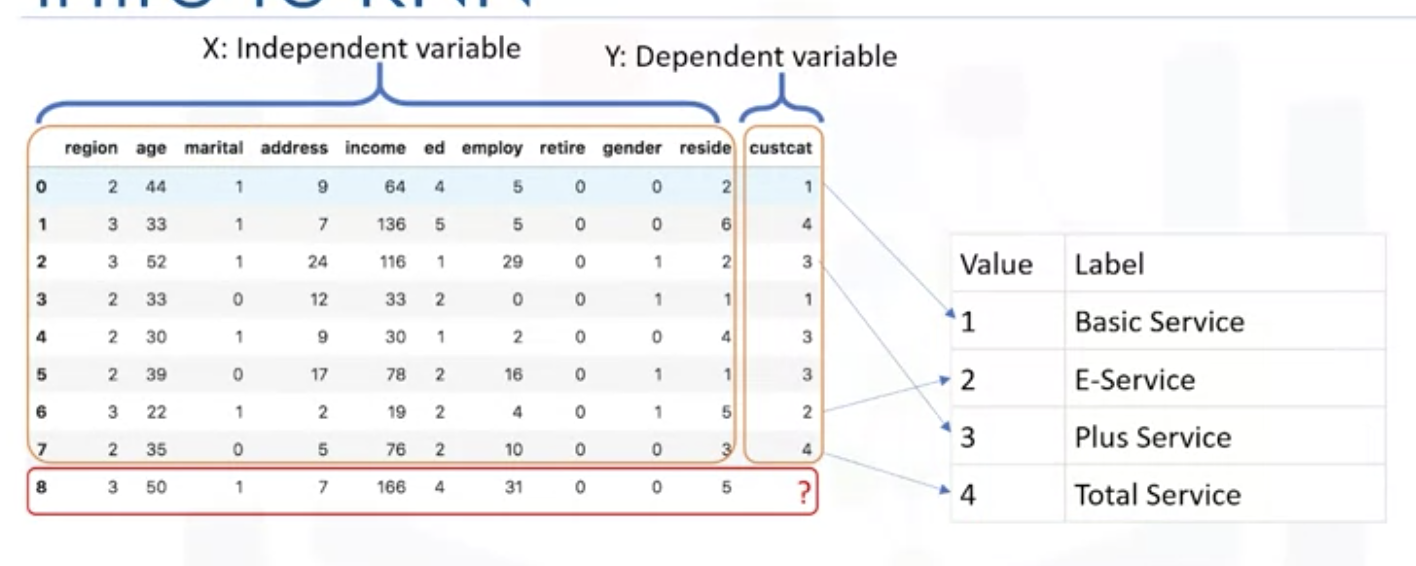 Intro to KNN
X: Independent variable
Y: Dependent variable
region age marital address income ed employ retire gender reside custcat
0 2 44 1 9 64 4 5 0 0 2 1
1 3 33 1 7 136 5 5 0 0 6 4
2 3 52 1 24 116 1 29 0 1 2 3
3 2 33 0 12 33 2 0 0 1 1 1
4 2 30 1 9 30 1 2 0 0 4 3
5 2 39 0 17 78 2 16 0 1 1 3
6 3 22 1 2 19 2 4 0 1 5 2
7 2 35 0 5 76 2 10 0 0 3 4
8 3 50 1 7 166 4 31 0 0 5 ?
Value Label
1 Basic Service
2 E-Service
3 Plus Service
4 Total Service